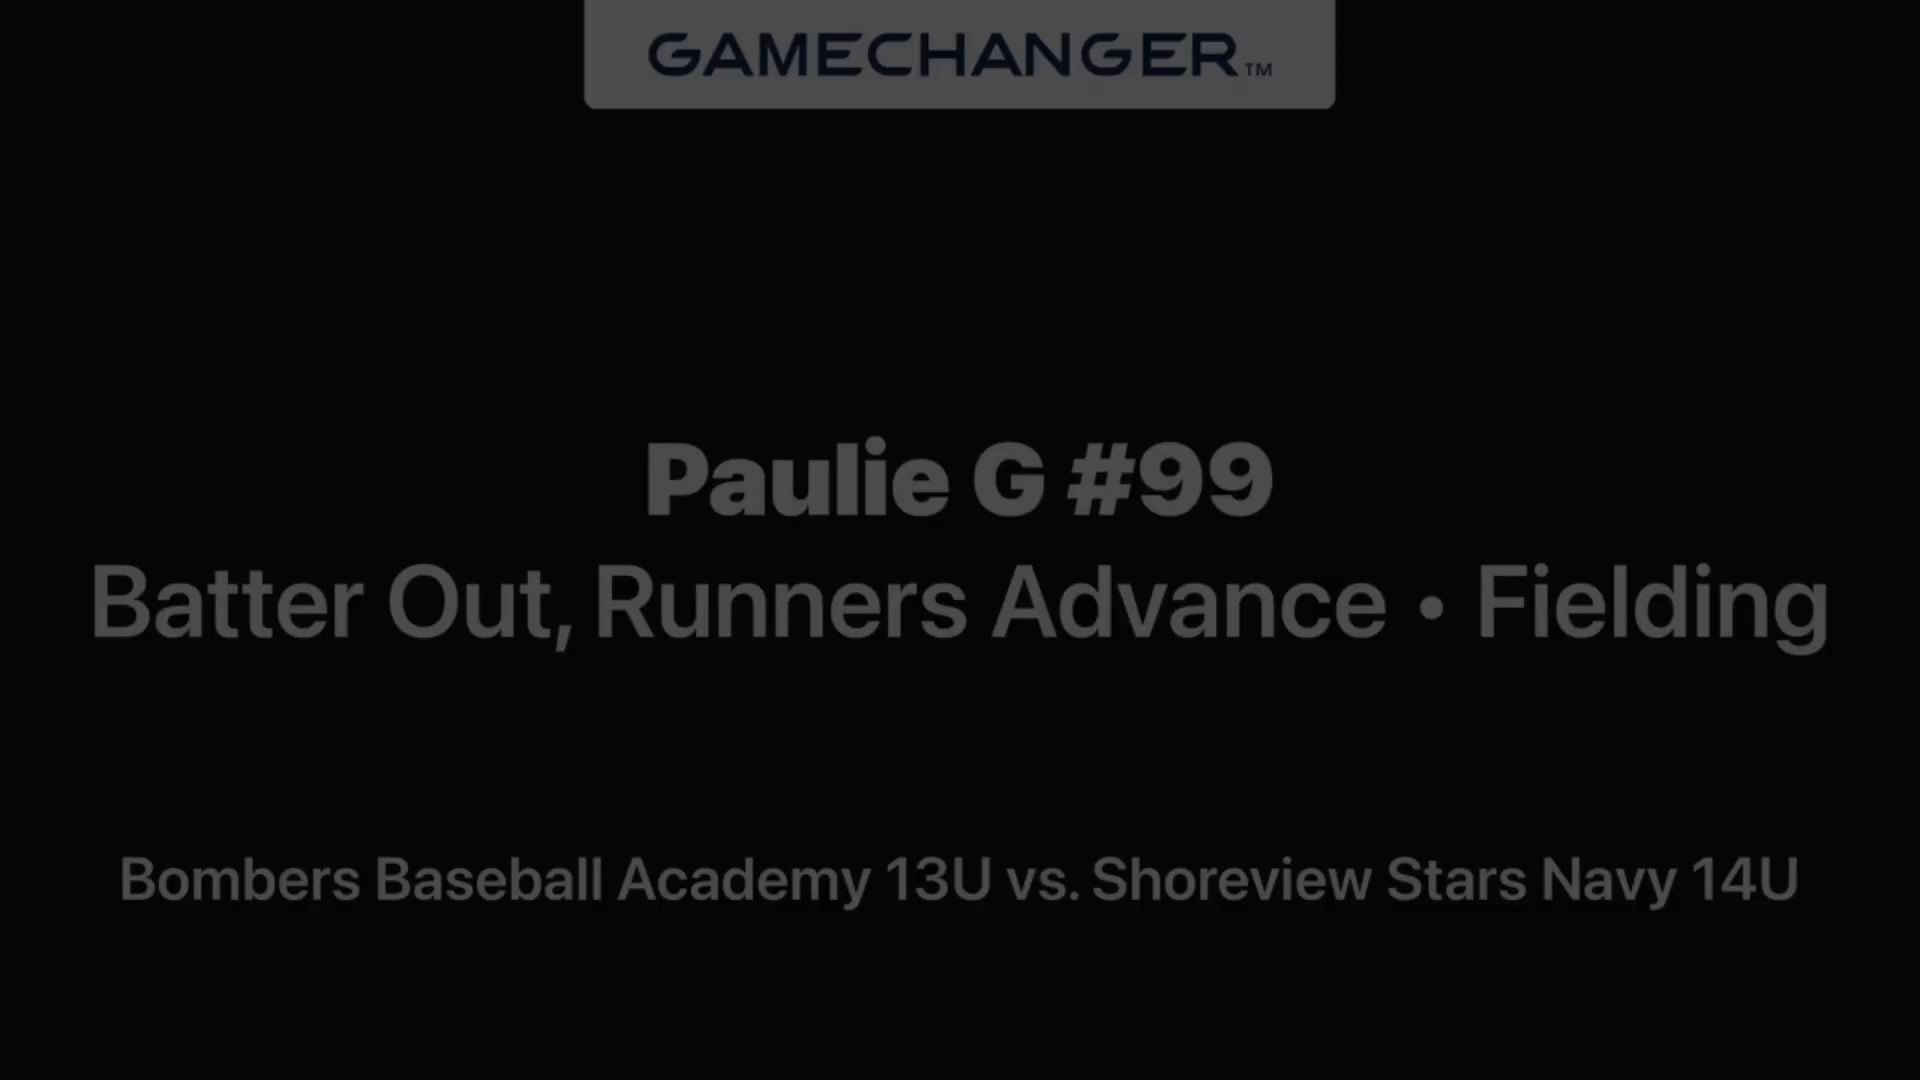 GAMECHANGER™
Paulie G #99
Batter Out, Runners Advance • Fielding
Bombers Baseball Academy 13U vs. Shoreview Stars Navy 14U